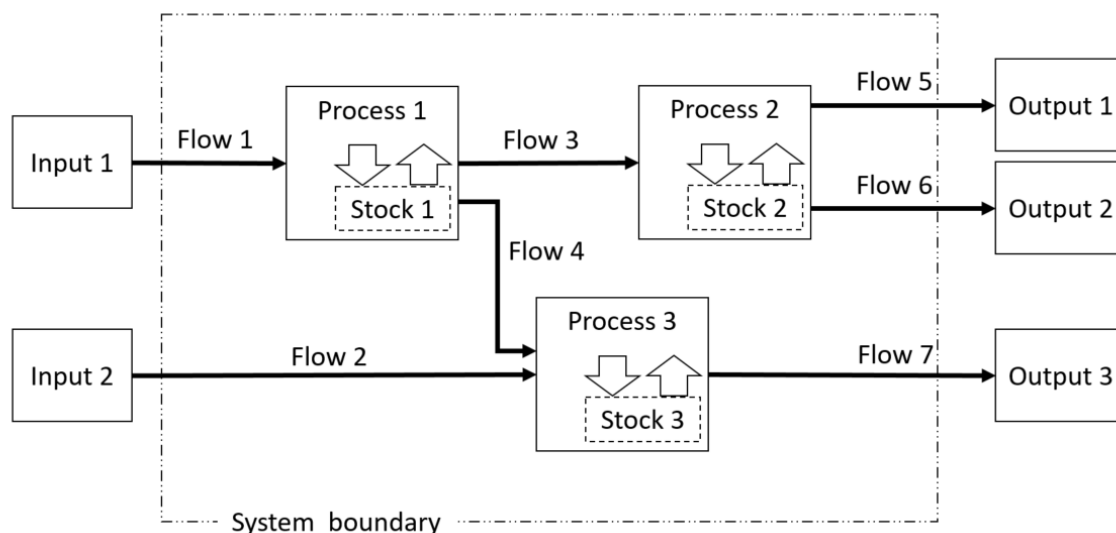 Flow 5
Output 1
Process 1
Process 2
Input 1
Flow 1
Flow 3
Flow 6
Stock 1
Stock 2
Output 2
Flow 4
Process 3
Input 2
Flow 2
Flow 7
Output 3
Stock 3
System boundary